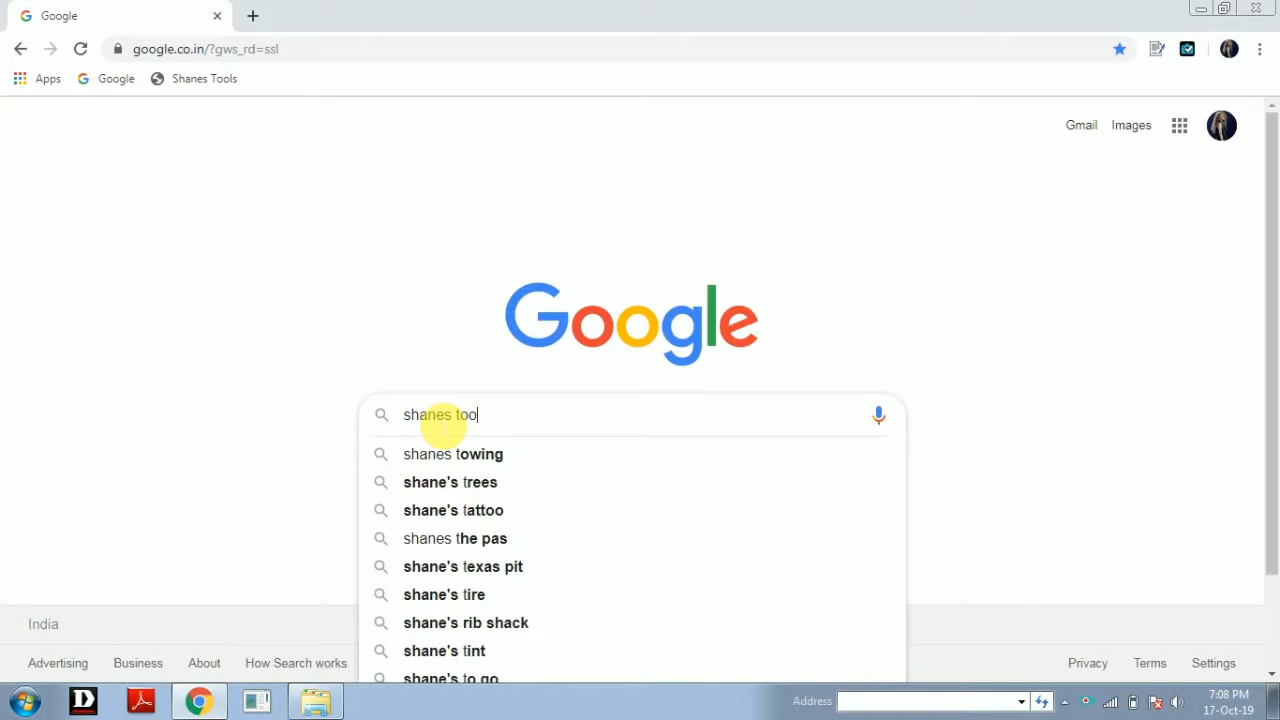 Google
google.co.in/?gws_rd=ssl
Apps Google Shanes Tools
Gmail Images
Google
shanes too
shanes towing
shane's trees
shane's tattoo
shanes the pas
shane's texas pit
shane's tire
shane's rib shack
shane's tint
shane's to go
India
Advertising Business About How Search works Privacy Terms Settings
D Address 7:08 PM
17-Oct-19